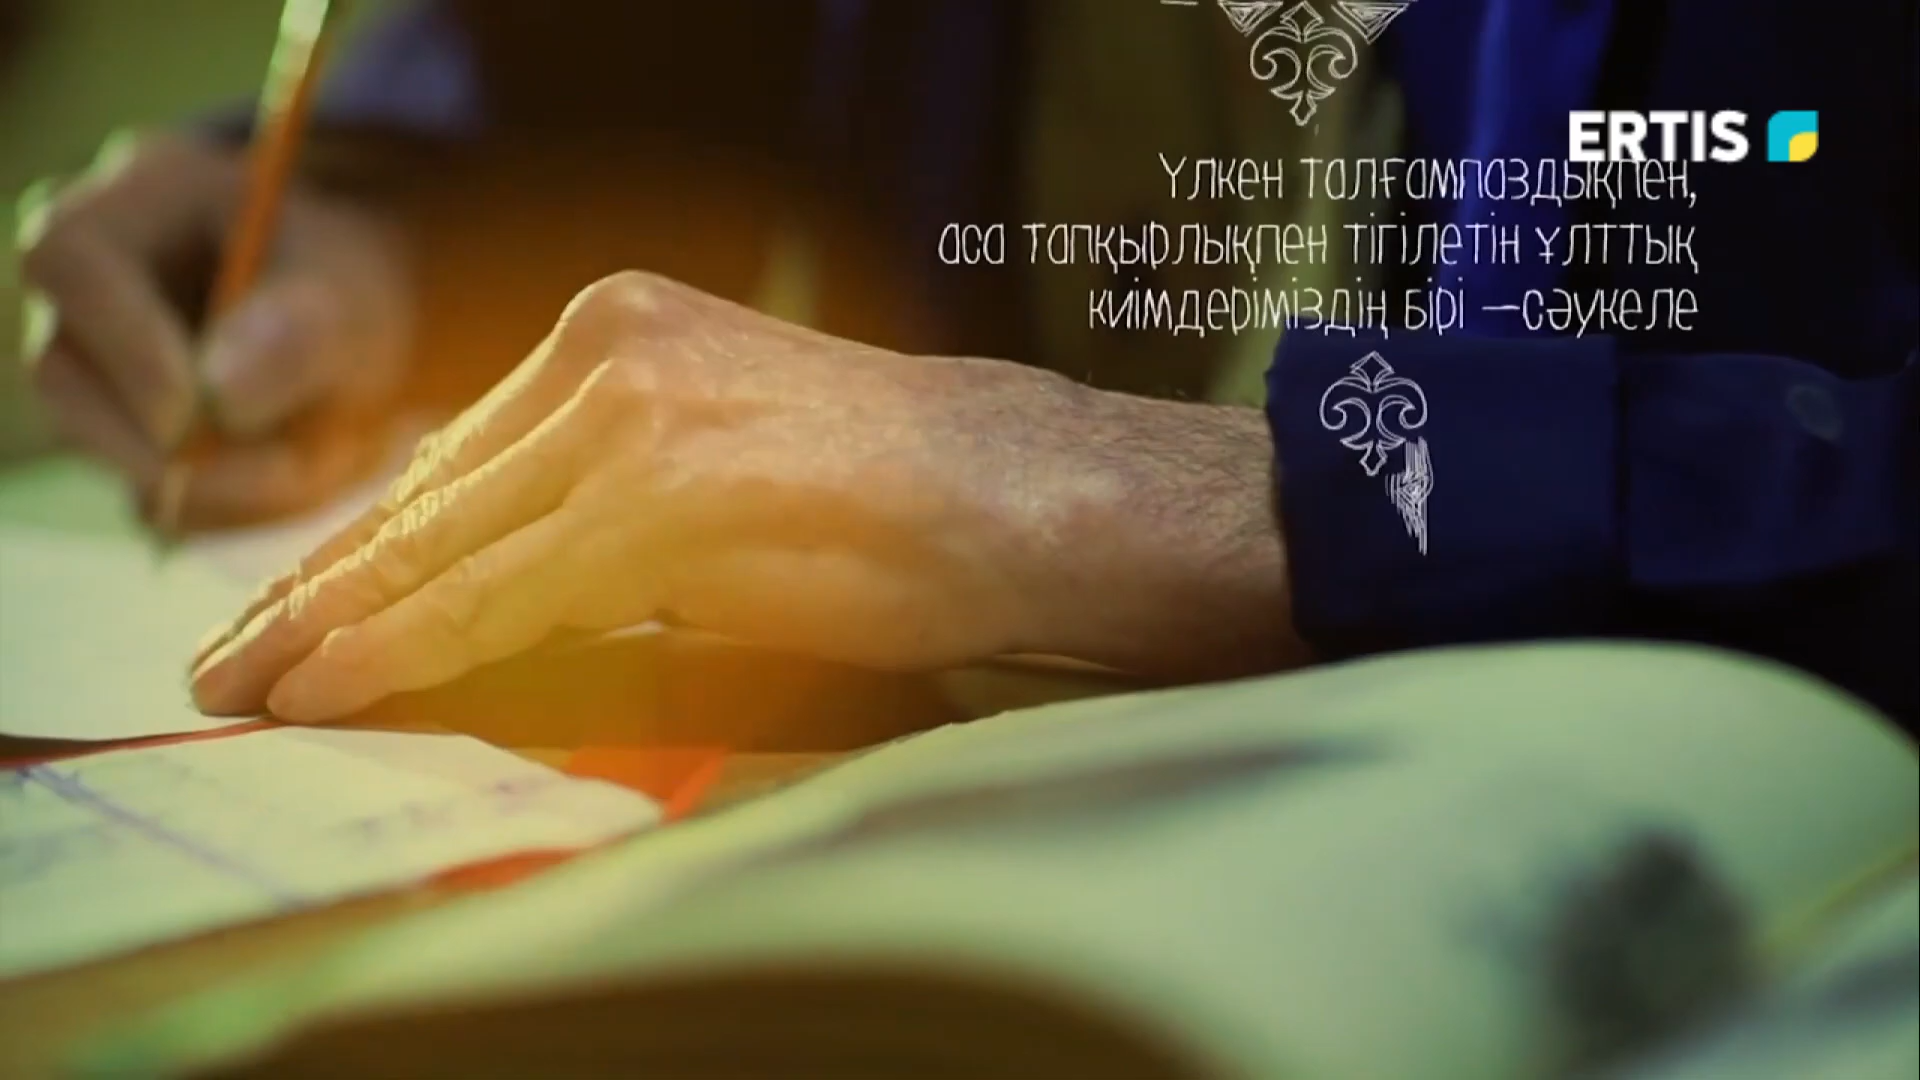 ERTIS
Үлкен талғампаздықпен,
аса тапқырлықпен тігілетін ұлттық
киімдеріміздің бірі –сәукеле